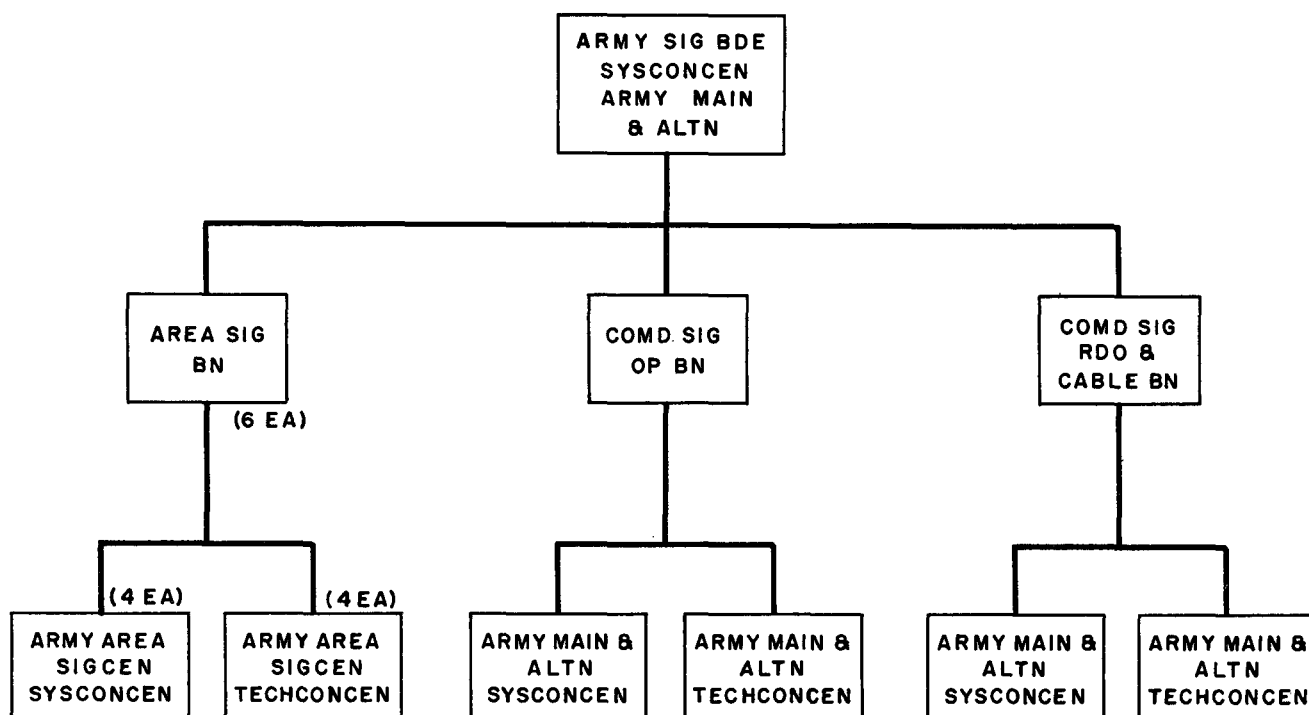 ARMY SIG BDE
SYSCONCEN
ARMY MAIN
& ALTN
AREA SIG
BN
(6 EA)
COMD. SIG
OP BN
COMD SIG
RDO &
CABLE BN
(4 EA)
ARMY AREA
SIGCEN
SYSCONCEN
(4 EA)
ARMY AREA
SIGCEN
TECHCONCEN
ARMY MAIN &
ALTN
SYSCONCEN
ARMY MAIN &
ALTN
TECHCONCEN
ARMY MAIN &
ALTN
SYSCONCEN
ARMY MAIN &
ALTN
TECHCONCEN